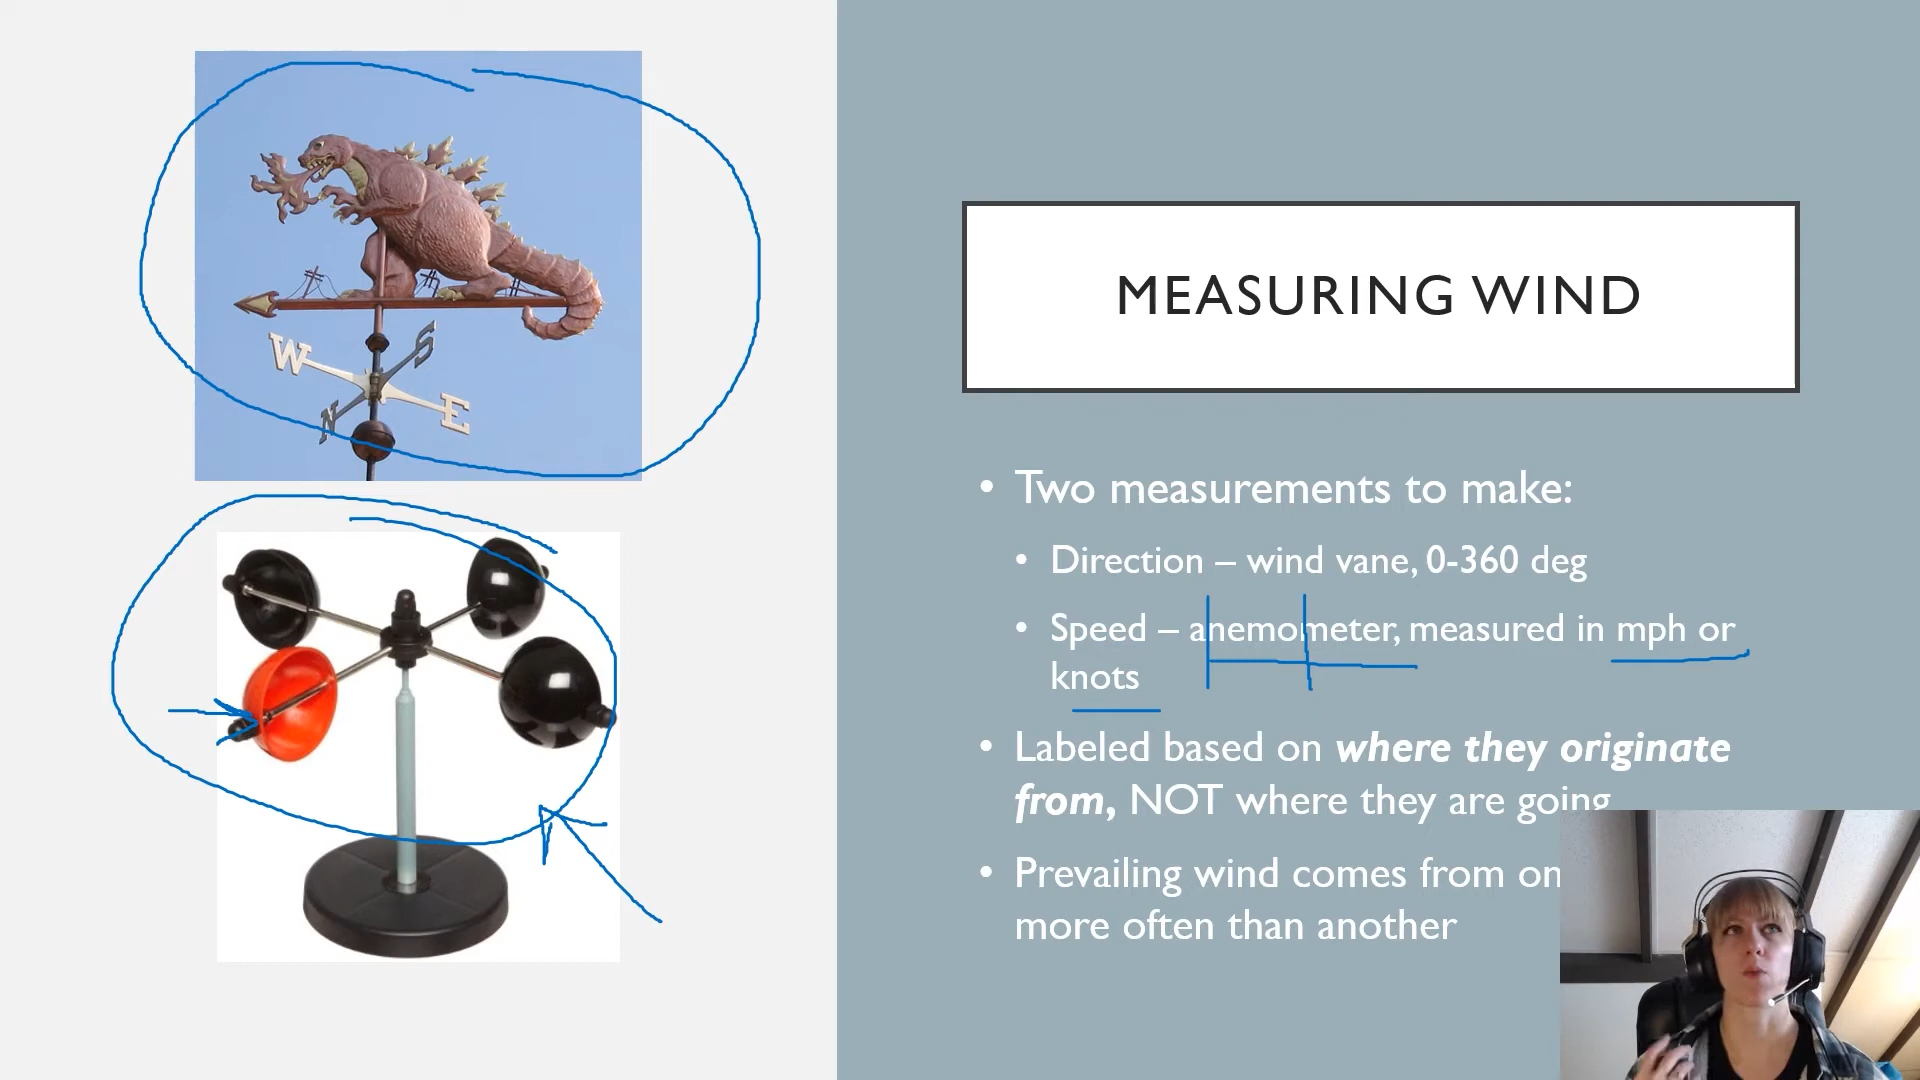 W
S
N
E
MEASURING WIND
• Two measurements to make:
• Direction – wind vane, 0-360 deg
• Speed – anemometer, measured in mph or
knots
• Labeled based on where they originate
from, NOT where they are going
• Prevailing wind comes from
more often than another